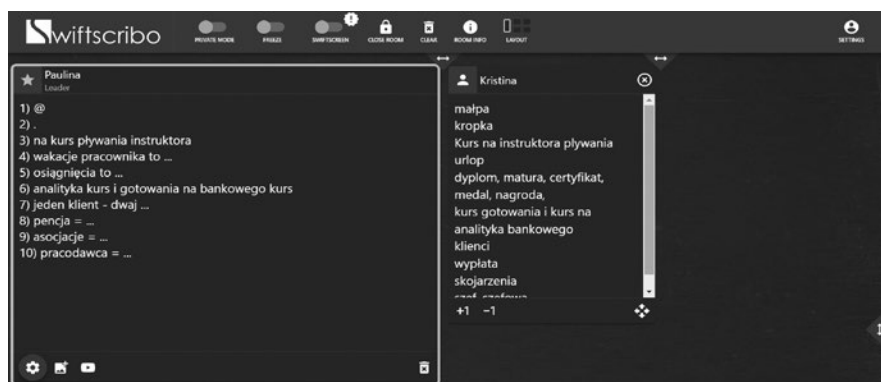 Swiftscribo
PRIVATE MODE
FREEZE
SWIFTSCREEN
CLOSE ROOM
CLEAR
ROOM INFO
LAYOUT
SETTINGS
Paulina
Leader
1) @
2) .
3) na kurs pływania instruktora
4) wakacje pracownika to ...
5) osiągnięcia to ...
6) analityka kurs i gotowania na bankowego kurs
7) jeden klient - dwaj ...
8) pencja = ...
9) asocjacje = ...
10) pracodawca = ...
Kristina
małpa
kropka
Kurs na instruktora plywania
urlop
dyplom, matura, certyfikat,
medal, nagroda,
kurs gotowania i kurs na
analityka bankowego
klienci
wypłata
skojarzenia
szef, szefowa
+1 −1